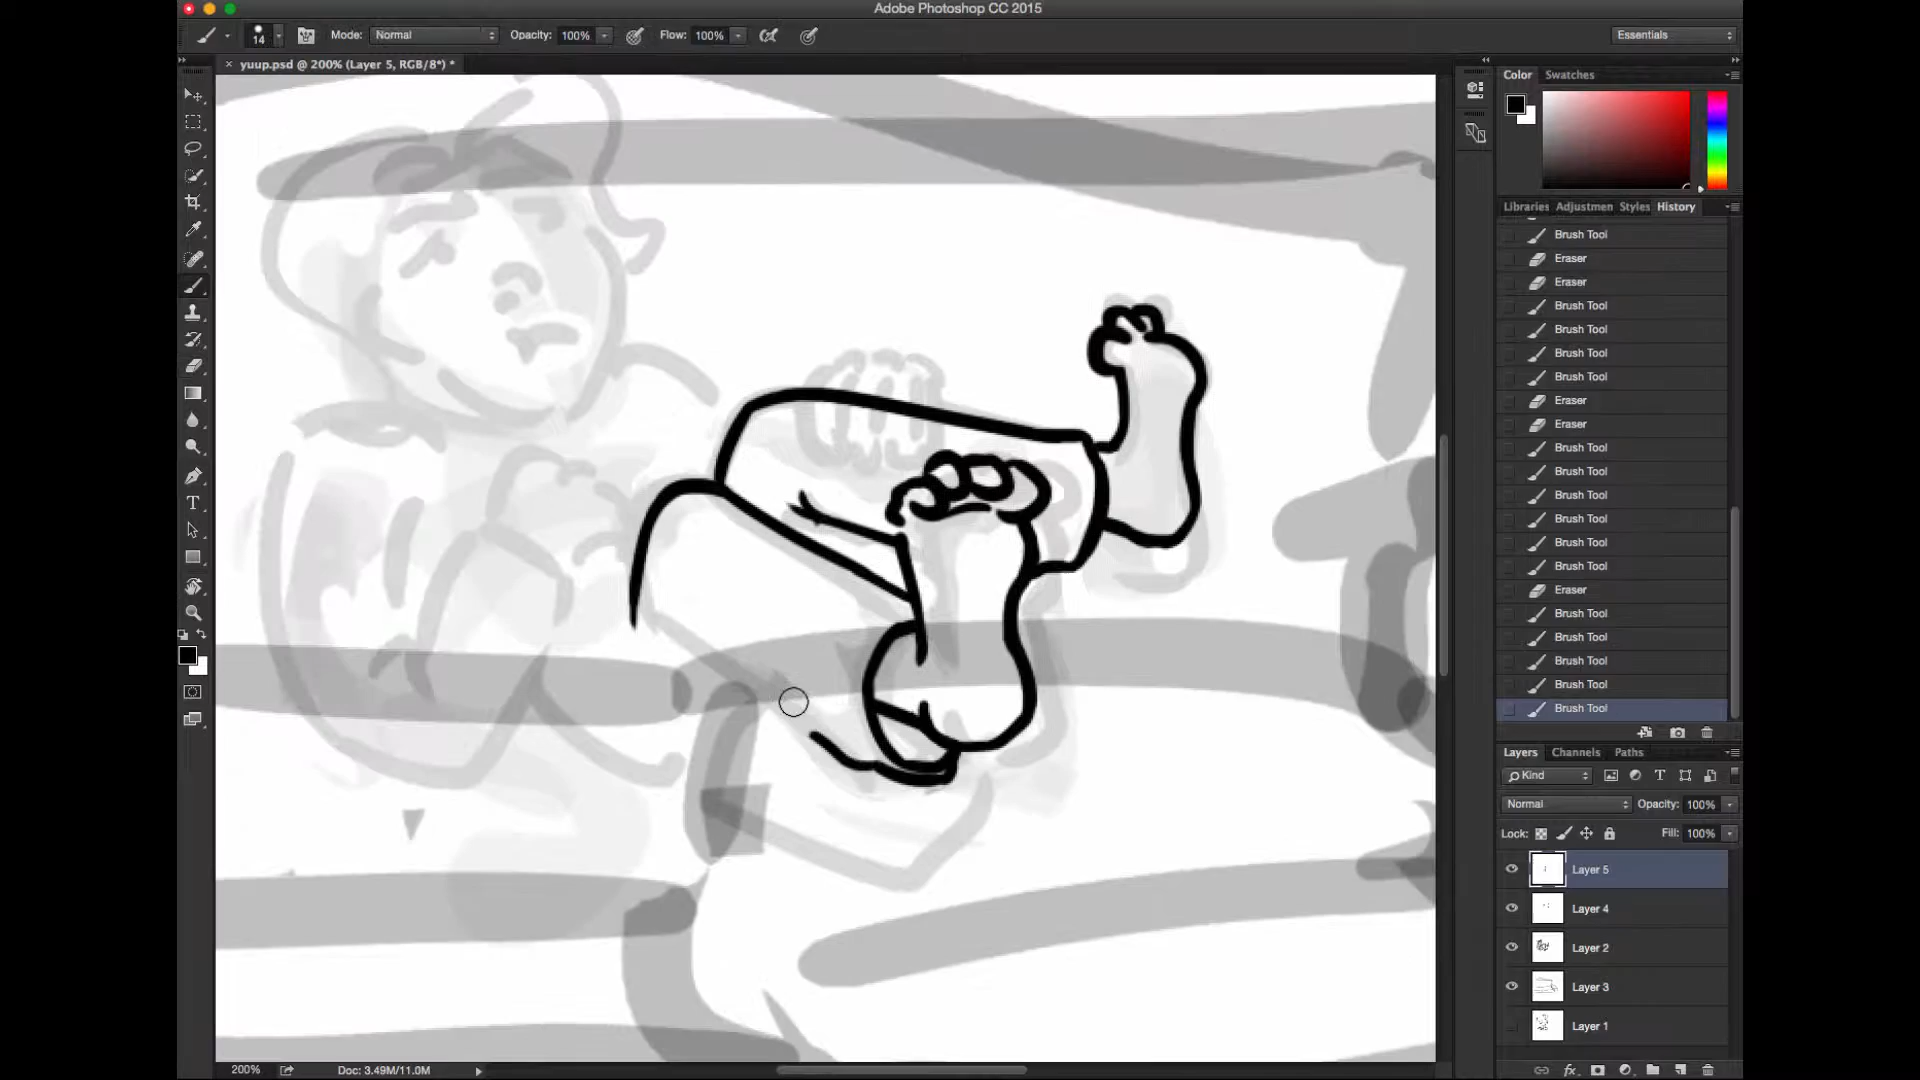 Adobe Photoshop CC 2015
14 Mode: Normal Opacity: 100% Flow: 100% Essentials
× yuup.psd @ 200% (Layer 5, RGB/8*) *
Color Swatches
Libraries Adjustmen Styles History
Brush Tool
Eraser
Eraser
Brush Tool
Brush Tool
Brush Tool
Brush Tool
Eraser
Eraser
Brush Tool
Brush Tool
Brush Tool
Brush Tool
Brush Tool
Brush Tool
Eraser
Brush Tool
Brush Tool
Brush Tool
Brush Tool
Brush Tool
Layers Channels Paths
Kind
Normal Opacity: 100%
Lock: Fill: 100%
Layer 5
Layer 4
Layer 2
Layer 3
Layer 1
200% Doc: 3.49M/11.0M